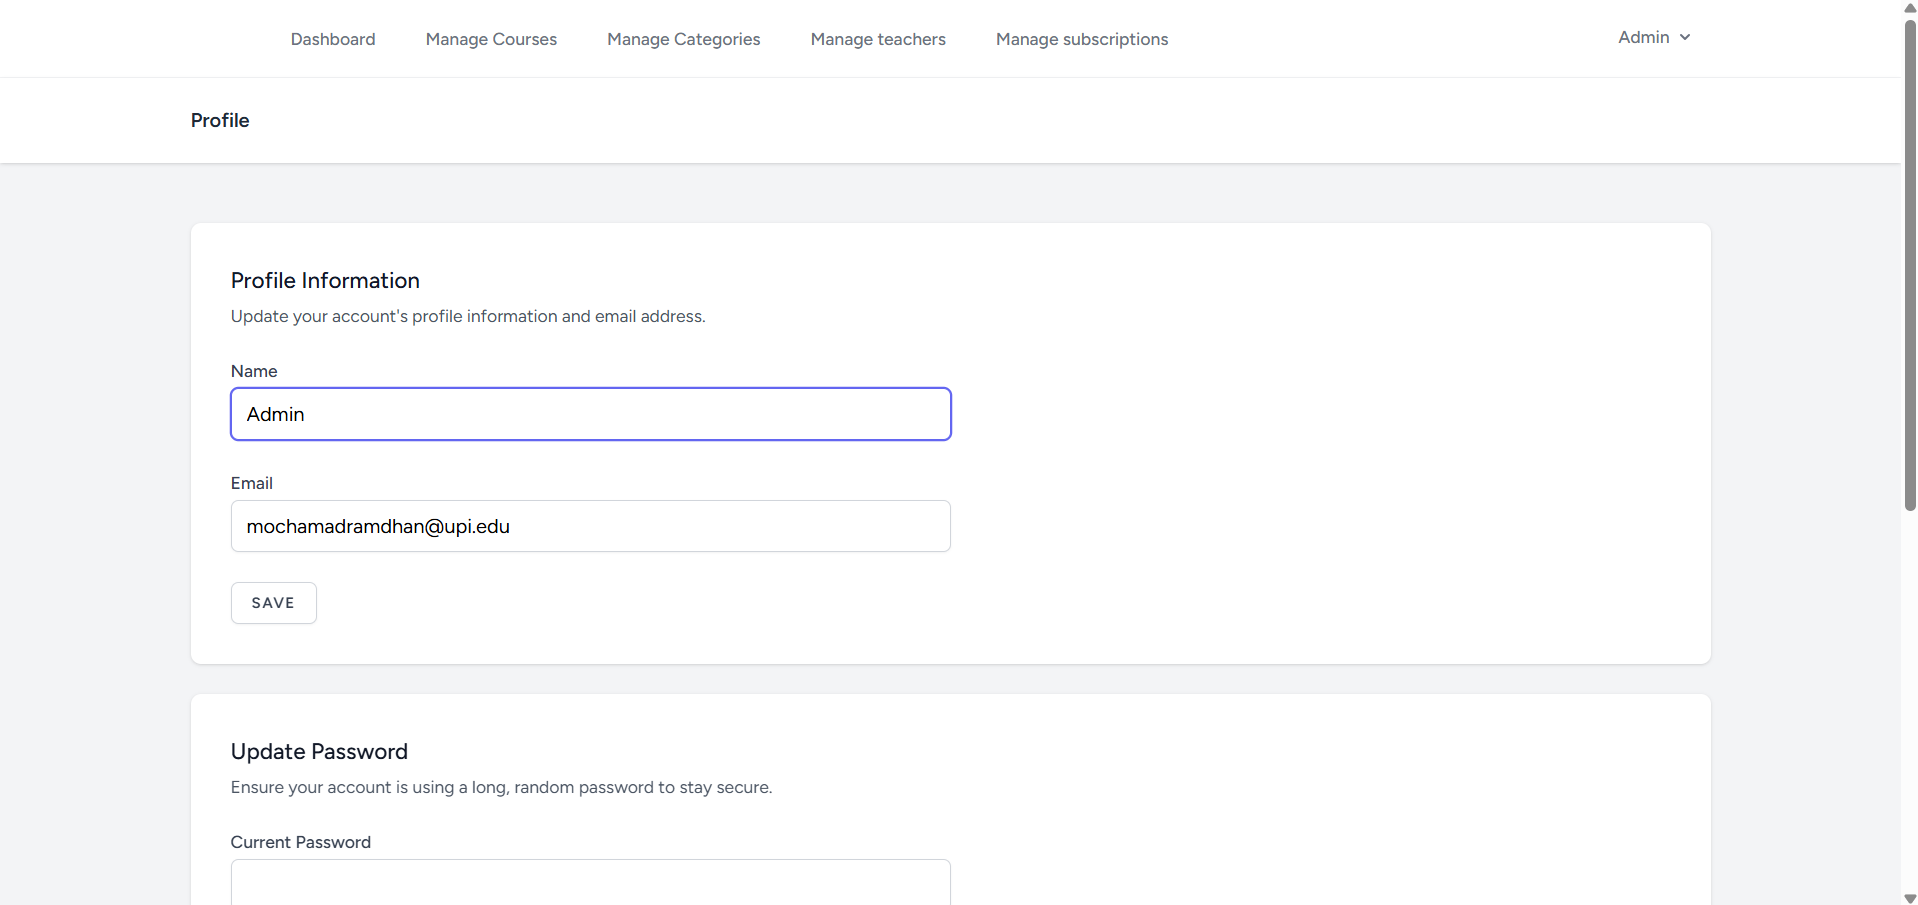 Dashboard Manage Courses Manage Categories Manage teachers Manage subscriptions Admin
Profile
Profile Information
Update your account's profile information and email address.
Name
Admin
Email
mochamadramdhan@upi.edu
SAVE
Update Password
Ensure your account is using a long, random password to stay secure.
Current Password